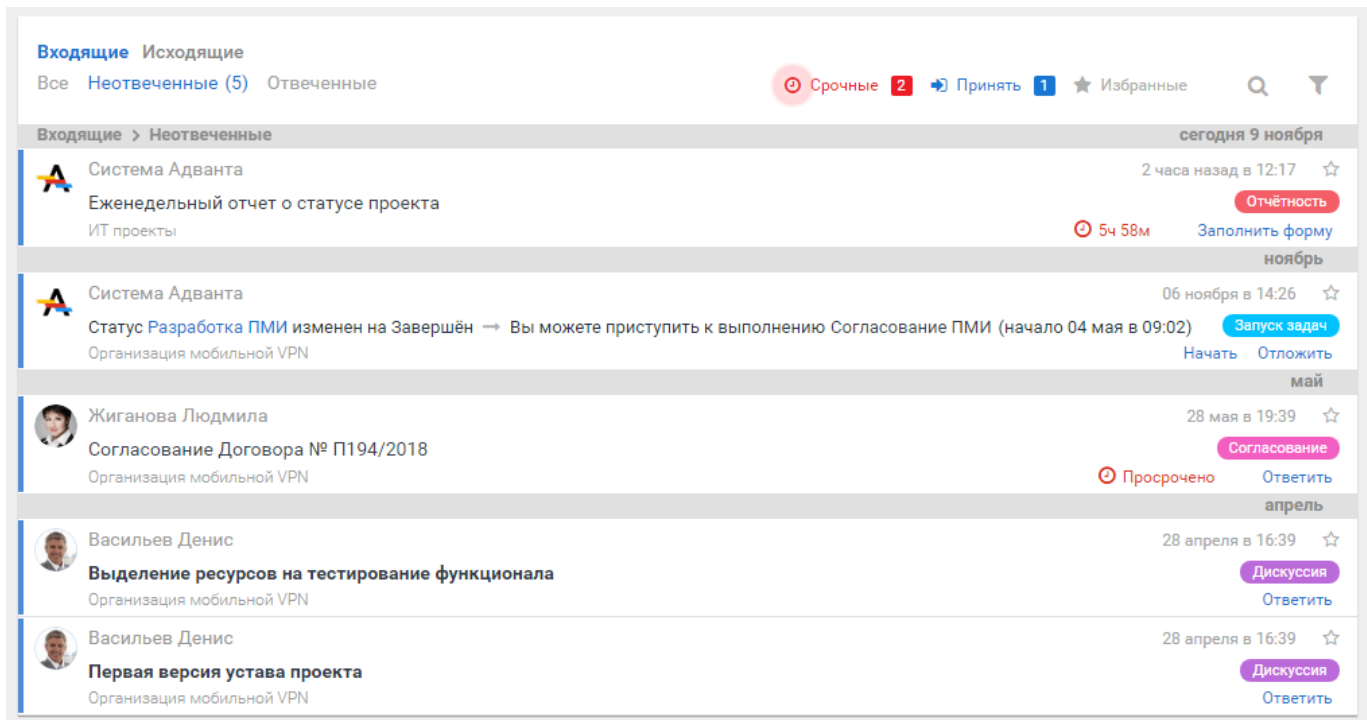 Входящие Исходящие
Все Неотвеченные (5) Отвеченные
Срочные 2 Принять 1 Избранные
Входящие > Неотвеченные сегодня 9 ноября
Система Адванта 2 часа назад в 12:17
Еженедельный отчет о статусе проекта Отчётность
ИТ проекты 5ч 58м Заполнить форму
ноябрь
Система Адванта 06 ноября в 14:26
Статус Разработка ПМИ изменен на Завершён → Вы можете приступить к выполнению Согласование ПМИ (начало 04 мая в 09:02) Запуск задач
Организация мобильной VPN Начать Отложить
май
Жиганова Людмила 28 мая в 19:39
Согласование Договора № П194/2018 Согласование
Организация мобильной VPN Просрочено Ответить
апрель
Васильев Денис 28 апреля в 16:39
Выделение ресурсов на тестирование функционала Дискуссия
Организация мобильной VPN Ответить
Васильев Денис 28 апреля в 16:39
Первая версия устава проекта Дискуссия
Организация мобильной VPN Ответить